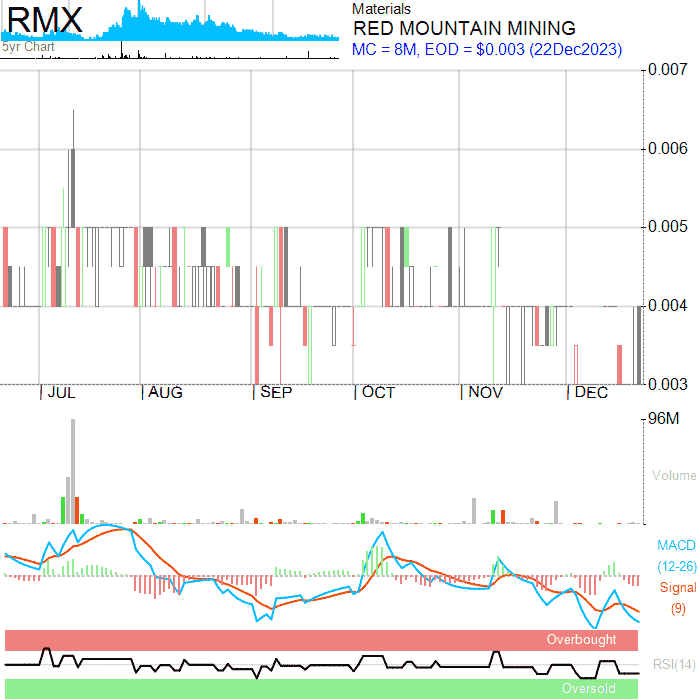 RMX
5yr Chart
Materials
RED MOUNTAIN MINING
MC = 8M, EOD = $0.003 (22Dec2023)
0.007
0.006
0.005
0.004
0.003
JUL AUG SEP OCT NOV DEC
96M
Volume
MACD
(12-26)
Signal
(9)
Overbought
RSI(14)
Oversold